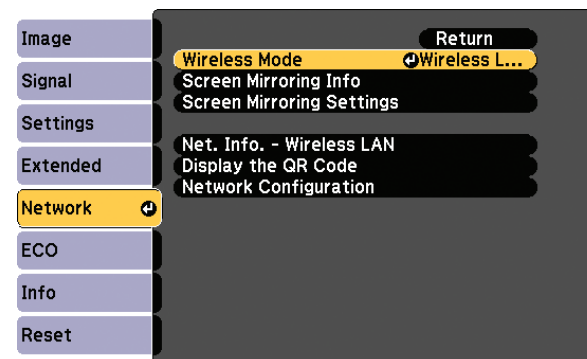 Image
Signal
Settings
Extended
Network
ECO
Info
Reset
Return
Wireless Mode Wireless L...
Screen Mirroring Info
Screen Mirroring Settings
Net. Info. - Wireless LAN
Display the QR Code
Network Configuration